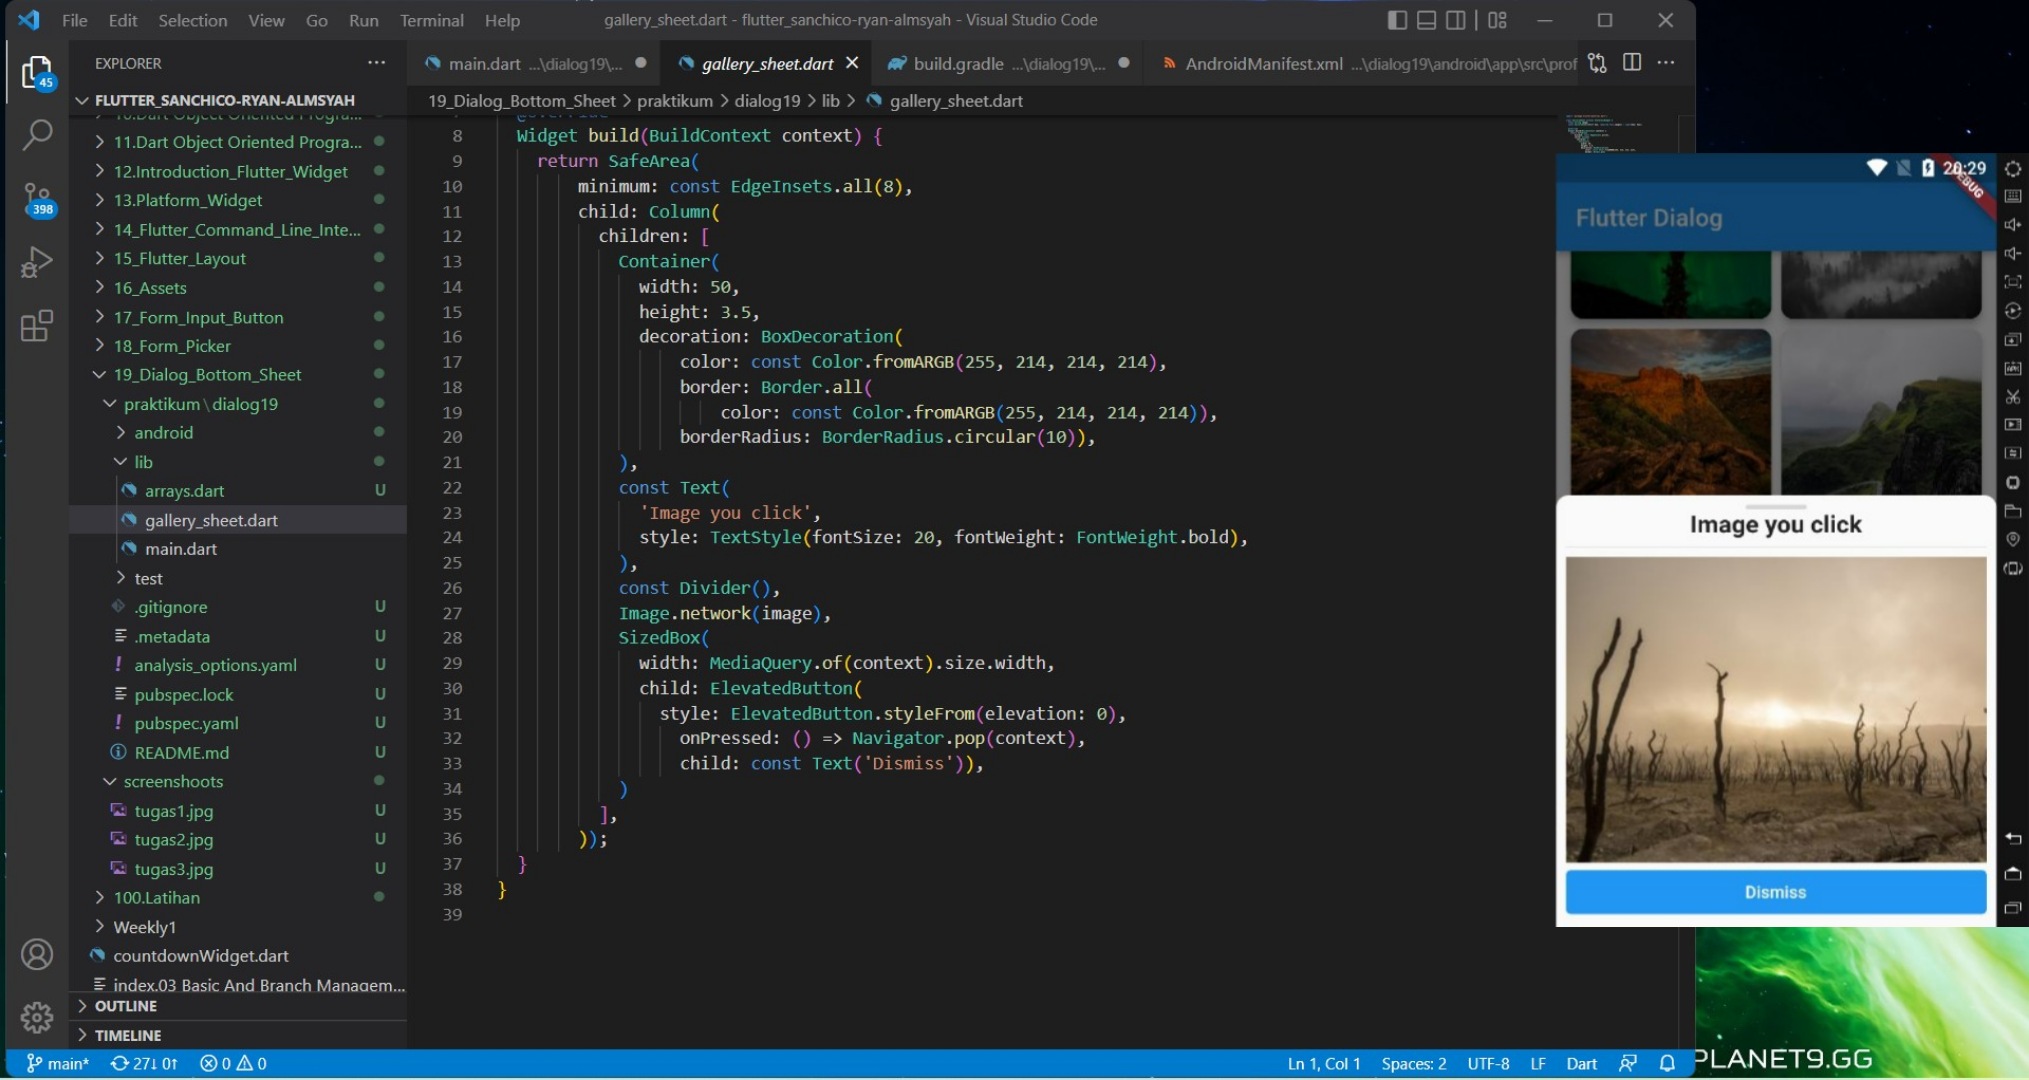 File Edit Selection View Go Run Terminal Help
gallery_sheet.dart - flutter_sanchico-ryan-almsyah - Visual Studio Code
EXPLORER
main.dart ...\dialog19\...
gallery_sheet.dart
build.gradle ...\dialog19\...
AndroidManifest.xml ...\dialog19\android\app\src\prof
45
398
FLUTTER_SANCHICO-RYAN-ALMSYAH
10.Dart Object Oriented Progra...
11.Dart Object Oriented Progra...
12.Introduction_Flutter_Widget
13.Platform_Widget
14_Flutter_Command_Line_Inte...
15_Flutter_Layout
16_Assets
17_Form_Input_Button
18_Form_Picker
19_Dialog_Bottom_Sheet
praktikum\dialog19
android
lib
arrays.dart U
gallery_sheet.dart
main.dart
test
.gitignore U
.metadata U
analysis_options.yaml U
pubspec.lock U
pubspec.yaml U
README.md U
screenshoots
tugas1.jpg U
tugas2.jpg U
tugas3.jpg U
100.Latihan
Weekly1
countdownWidget.dart
index.03 Basic And Branch Managem...
OUTLINE
TIMELINE
19_Dialog_Bottom_Sheet > praktikum > dialog19 > lib > gallery_sheet.dart
@override
8 Widget build(BuildContext context) {
9 return SafeArea(
10 minimum: const EdgeInsets.all(8),
11 child: Column(
12 children: [
13 Container(
14 width: 50,
15 height: 3.5,
16 decoration: BoxDecoration(
17 color: const Color.fromARGB(255, 214, 214, 214),
18 border: Border.all(
19 color: const Color.fromARGB(255, 214, 214, 214)),
20 borderRadius: BorderRadius.circular(10)),
21 ),
22 const Text(
23 'Image you click',
24 style: TextStyle(fontSize: 20, fontWeight: FontWeight.bold),
25 ),
26 const Divider(),
27 Image.network(image),
28 SizedBox(
29 width: MediaQuery.of(context).size.width,
30 child: ElevatedButton(
31 style: ElevatedButton.styleFrom(elevation: 0),
32 onPressed: () => Navigator.pop(context),
33 child: const Text('Dismiss')),
34 )
35 ],
36 ));
37 }
38 }
39
20:29
DEBUG
Flutter Dialog
Image you click
Dismiss
main* 27↓ 0↑ 0 0
Ln 1, Col 1 Spaces: 2 UTF-8 LF Dart
PLANET9.GG